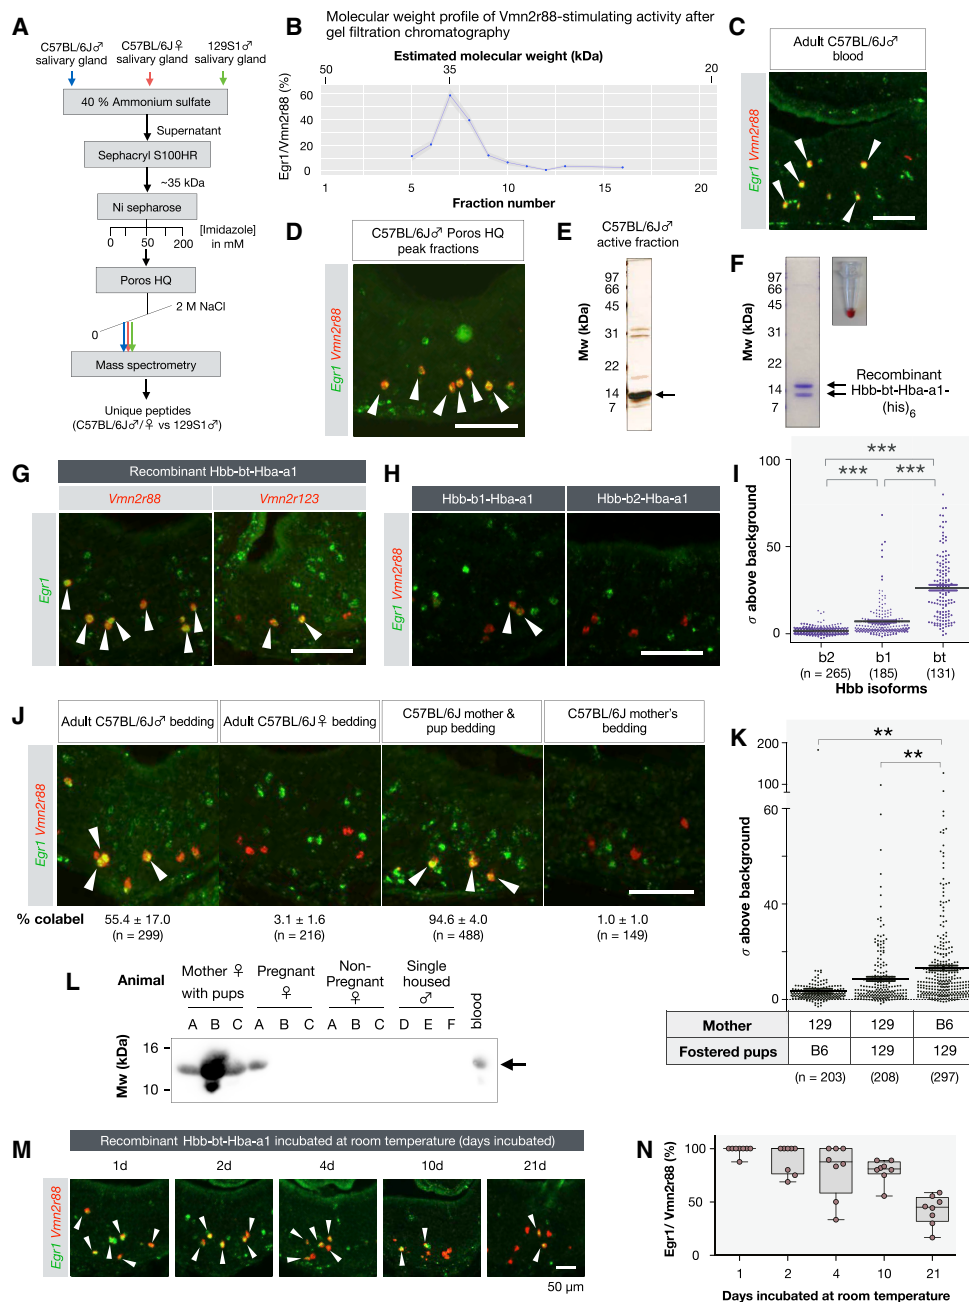 A
C57BL/6J♂ salivary gland
C57BL/6J♀ salivary gland
129S1♂ salivary gland
40 % Ammonium sulfate
Supernatant
Sephacryl S100HR
~35 kDa
Ni sepharose
0 50 200
[Imidazole] in mM
Poros HQ
2 M NaCl
0
Mass spectrometry
Unique peptides
(C57BL/6J♂/♀ vs 129S1♂)
B
Molecular weight profile of Vmn2r88-stimulating activity after
gel filtration chromatography
Estimated molecular weight (kDa)
50 35 20
Egr1/Vmn2r88 (%)
60
40
20
0
1 5 10 15 20
Fraction number
C
Adult C57BL/6J♂
blood
Egr1 Vmn2r88
D
C57BL/6J♂ Poros HQ
peak fractions
Egr1 Vmn2r88
E
C57BL/6J♂
active fraction
Mw (kDa)
97
66
45
31
22
14
7
F
Mw (kDa)
97
66
45
31
22
14
7
Recombinant
Hbb-bt-Hba-a1-
(his)6
G
Recombinant Hbb-bt-Hba-a1
Vmn2r88 Vmn2r123
Egr1
H
Hbb-b1-Hba-a1 Hbb-b2-Hba-a1
Egr1 Vmn2r88
I
σ above background
100
50
0
***
*** ***
b2 b1 bt
(n = 265) (185) (131)
Hbb isoforms
J
Adult C57BL/6J♂ bedding
Adult C57BL/6J♀ bedding
C57BL/6J mother &
pup bedding
C57BL/6J mother's
bedding
Egr1 Vmn2r88
% colabel 55.4 ± 17.0 3.1 ± 1.6 94.6 ± 4.0 1.0 ± 1.0
(n = 299) (n = 216) (n = 488) (n = 149)
K
σ above background
200
100
60
40
20
0
**
**
Mother 129 129 B6
Fostered pups B6 129 129
(n = 203) (208) (297)
L
Animal
Mother ♀
with pups
Pregnant
♀
Non-
Pregnant
♀
Single
housed
♂
blood
A B C A B C A B C D E F
Mw (kDa)
16
10
M
Recombinant Hbb-bt-Hba-a1 incubated at room temperature (days incubated)
1d 2d 4d 10d 21d
Egr1 Vmn2r88
50 µm
N
Egr1/ Vmn2r88 (%)
100
50
0
1 2 4 10 21
Days incubated at room temperature